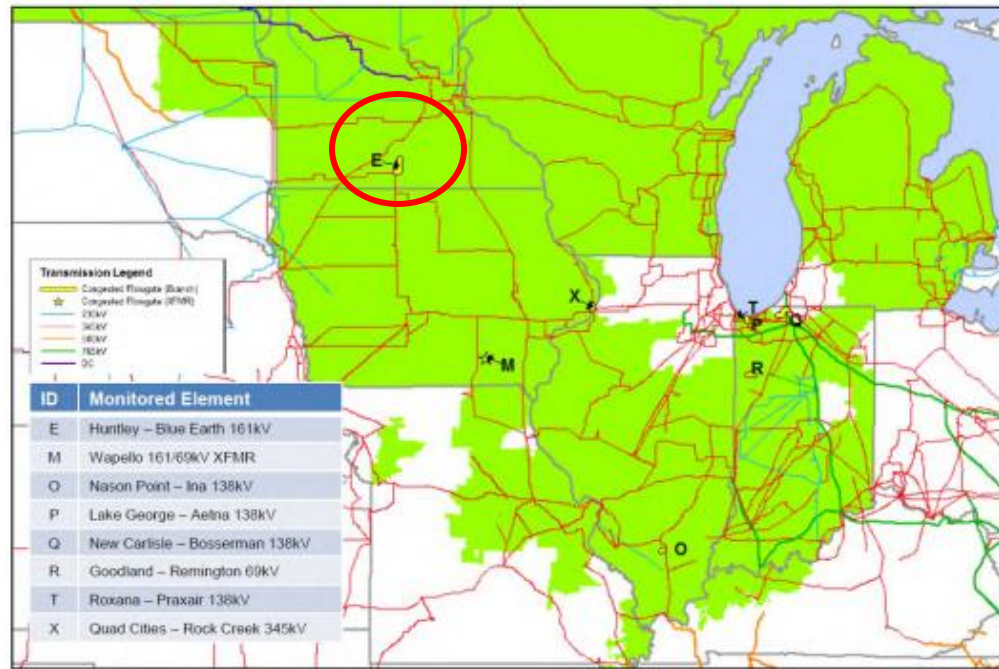 E
X
T
P
Q
M
R
O
Transmission Legend
Congested Flowgate (Branch)
Congested Flowgate (XFMR)
230kV
345kV
500kV
765kV
DC
ID Monitored Element
E Huntley – Blue Earth 161kV
M Wapello 161/69kV XFMR
O Nason Point – Ina 138kV
P Lake George – Aetna 138kV
Q New Carlisle – Bosserman 138kV
R Goodland – Remington 69kV
T Roxana – Praxair 138kV
X Quad Cities – Rock Creek 345kV